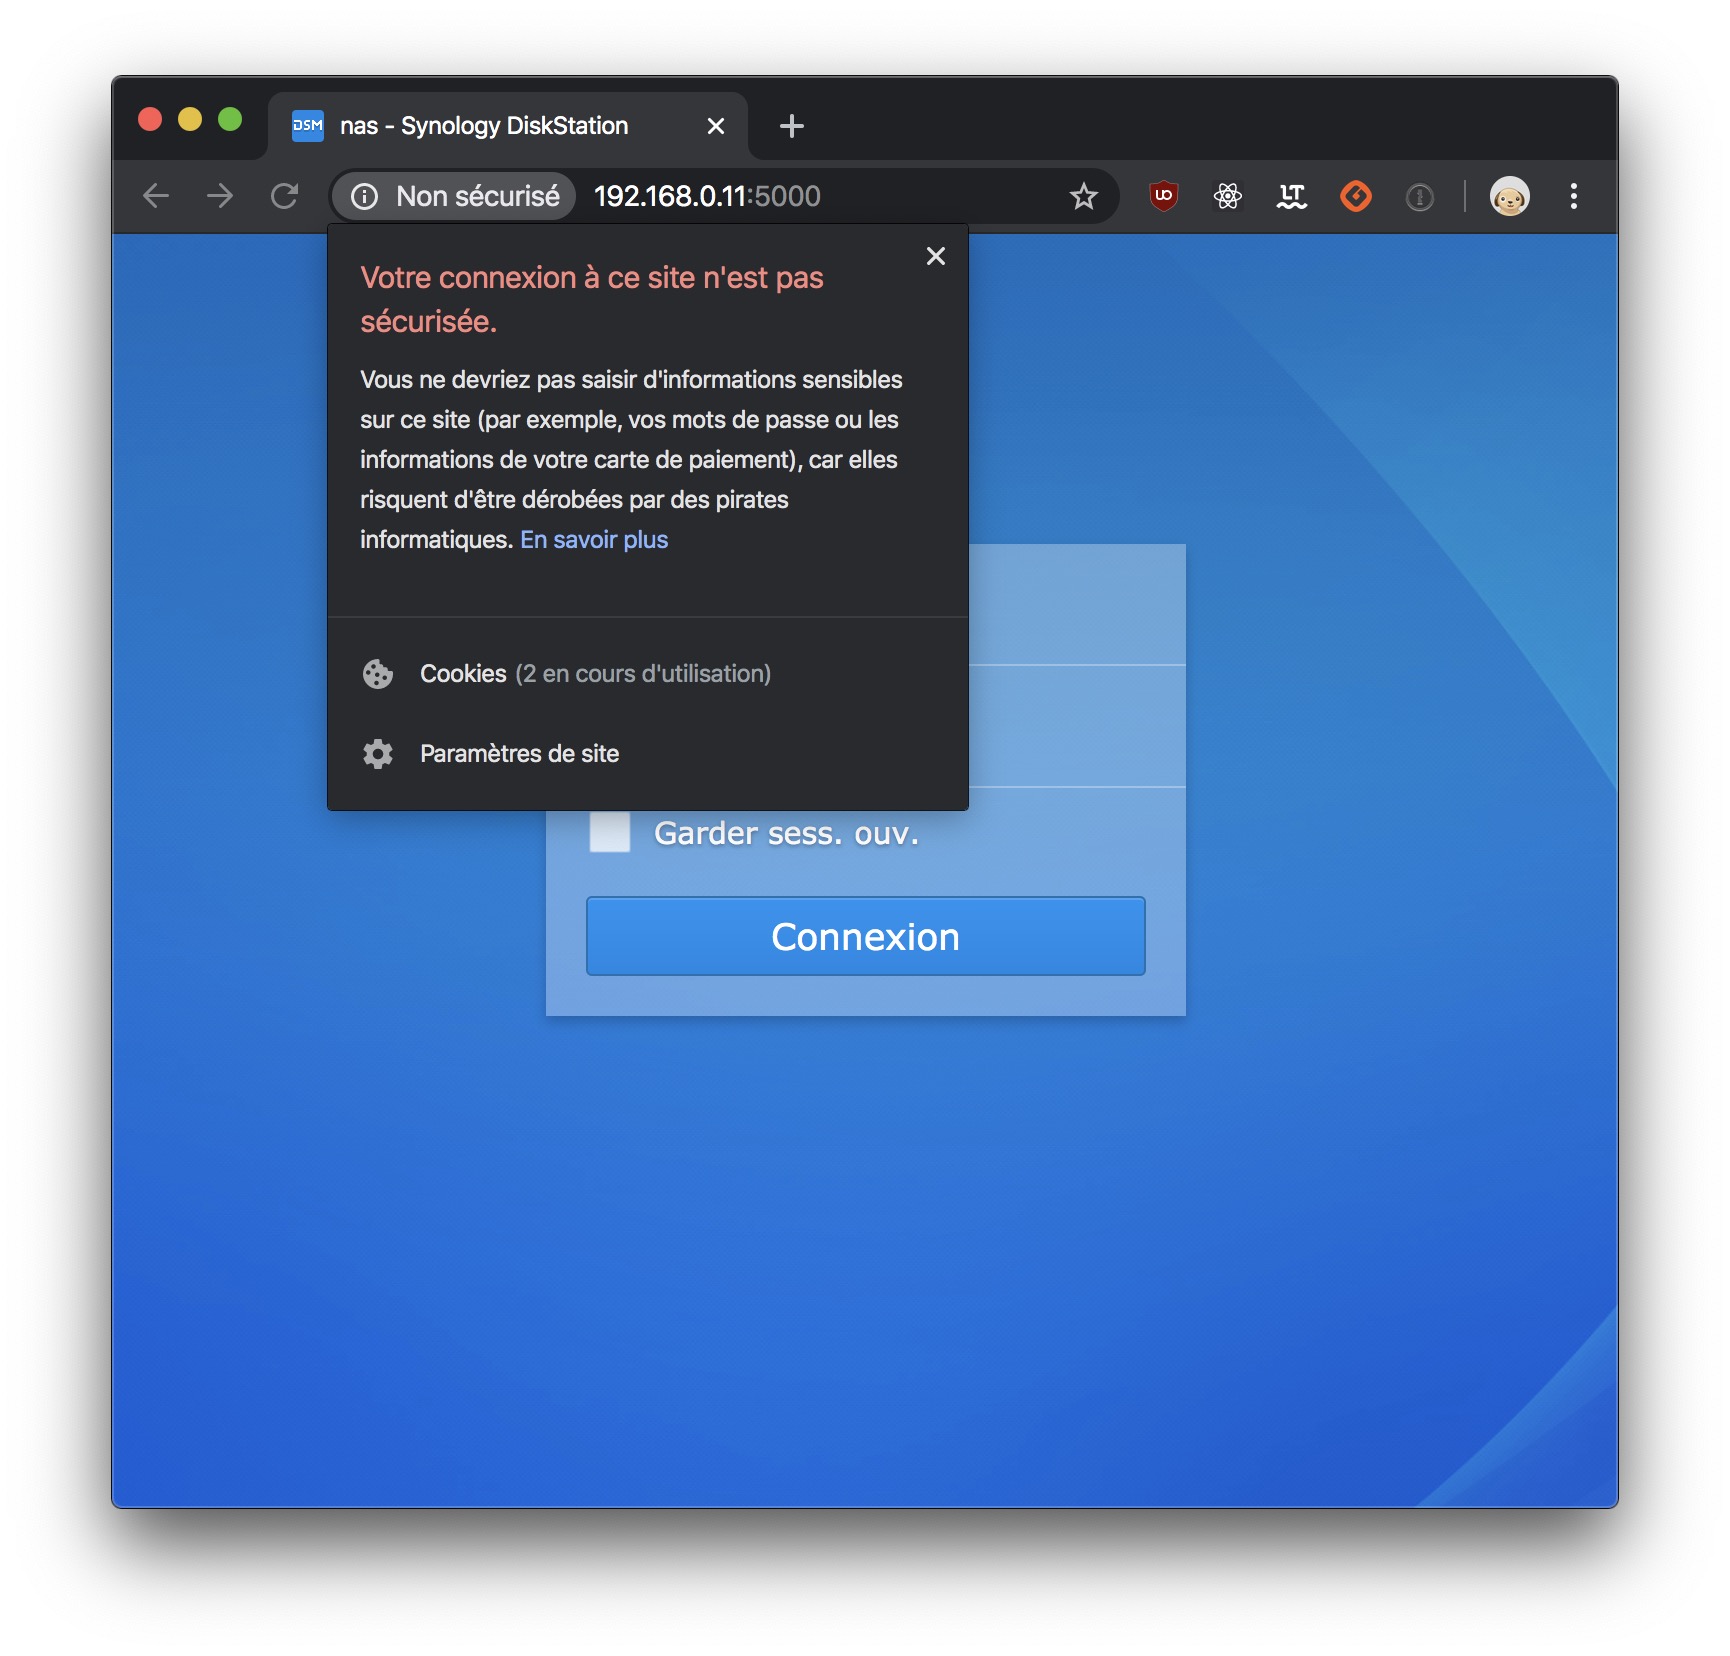 DSM nas - Synology DiskStation
Non sécurisé 192.168.0.11:5000
Votre connexion à ce site n'est pas
sécurisée.
Vous ne devriez pas saisir d'informations sensibles
sur ce site (par exemple, vos mots de passe ou les
informations de votre carte de paiement), car elles
risquent d'être dérobées par des pirates
informatiques. En savoir plus
Cookies (2 en cours d'utilisation)
Paramètres de site
Garder sess. ouv.
Connexion